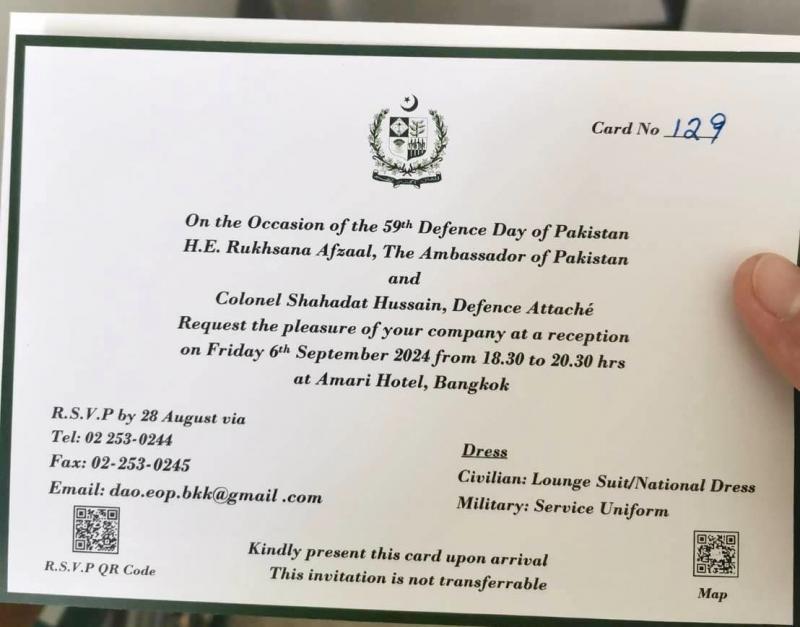 Card No 129
On the Occasion of the 59th Defence Day of Pakistan
H.E. Rukhsana Afzaal, The Ambassador of Pakistan
and
Colonel Shahadat Hussain, Defence Attaché
Request the pleasure of your company at a reception
on Friday 6th September 2024 from 18.30 to 20.30 hrs
at Amari Hotel, Bangkok
R.S.V.P by 28 August via
Tel: 02 253-0244
Fax: 02-253-0245
Email: dao.eop.bkk@gmail .com
R.S.V.P QR Code
Dress
Civilian: Lounge Suit/National Dress
Military: Service Uniform
Kindly present this card upon arrival
This invitation is not transferrable
Map